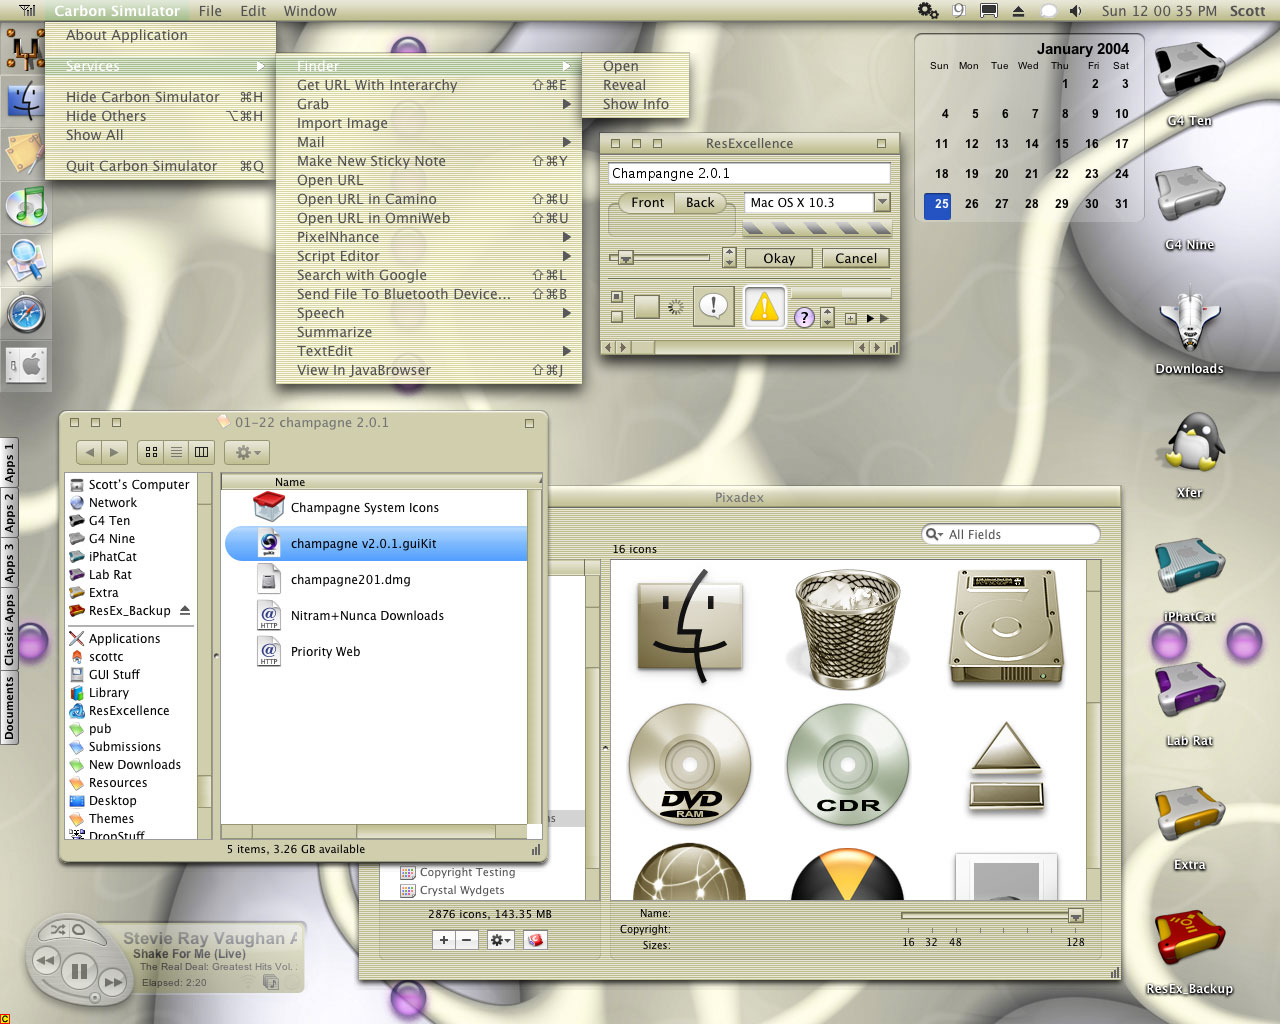 Carbon Simulator File Edit Window Sun 12 00 35 PM Scott
About Application
Services
Hide Carbon Simulator ⌘H
Hide Others ⌥⌘H
Show All
Quit Carbon Simulator ⌘Q
Finder
Get URL With Interarchy ⇧⌘E
Grab
Import Image
Mail
Make New Sticky Note ⇧⌘Y
Open URL
Open URL in Camino ⇧⌘U
Open URL in OmniWeb ⇧⌘U
PixelNhance
Script Editor
Search with Google ⇧⌘L
Send File To Bluetooth Device... ⇧⌘B
Speech
Summarize
TextEdit
View In JavaBrowser ⇧⌘J
Open
Reveal
Show Info
ResExcellence
Champangne 2.0.1
Front Back Mac OS X 10.3
Okay Cancel
January 2004
Sun Mon Tue Wed Thu Fri Sat
1 2 3
4 5 6 7 8 9 10
11 12 13 14 15 16 17
18 19 20 21 22 23 24
25 26 27 28 29 30 31
G4 Ten
G4 Nine
Downloads
Xfer
iPhatCat
Lab Rat
Extra
ResEx_Backup
Apps 1
Apps 2
Apps 3
Classic Apps
Documents
01-22 champagne 2.0.1
Scott's Computer
Network
G4 Ten
G4 Nine
iPhatCat
Lab Rat
Extra
ResEx_Backup
Applications
scottc
GUI Stuff
Library
ResExcellence
pub
Submissions
New Downloads
Resources
Desktop
Themes
DropStuff
Name
Champagne System Icons
champagne v2.0.1.guiKit
champagne201.dmg
HTTP Nitram+Nunca Downloads
HTTP Priority Web
5 items, 3.26 GB available
Pixadex
All Fields
16 icons
DVD
RAM
CDR
ns
Copyright Testing
Crystal Wydgets
2876 icons, 143.35 MB
Name:
Copyright:
Sizes:
16 32 48 128
Stevie Ray Vaughan A
Shake For Me (Live)
The Real Deal: Greatest Hits Vol.
Elapsed: 2:20